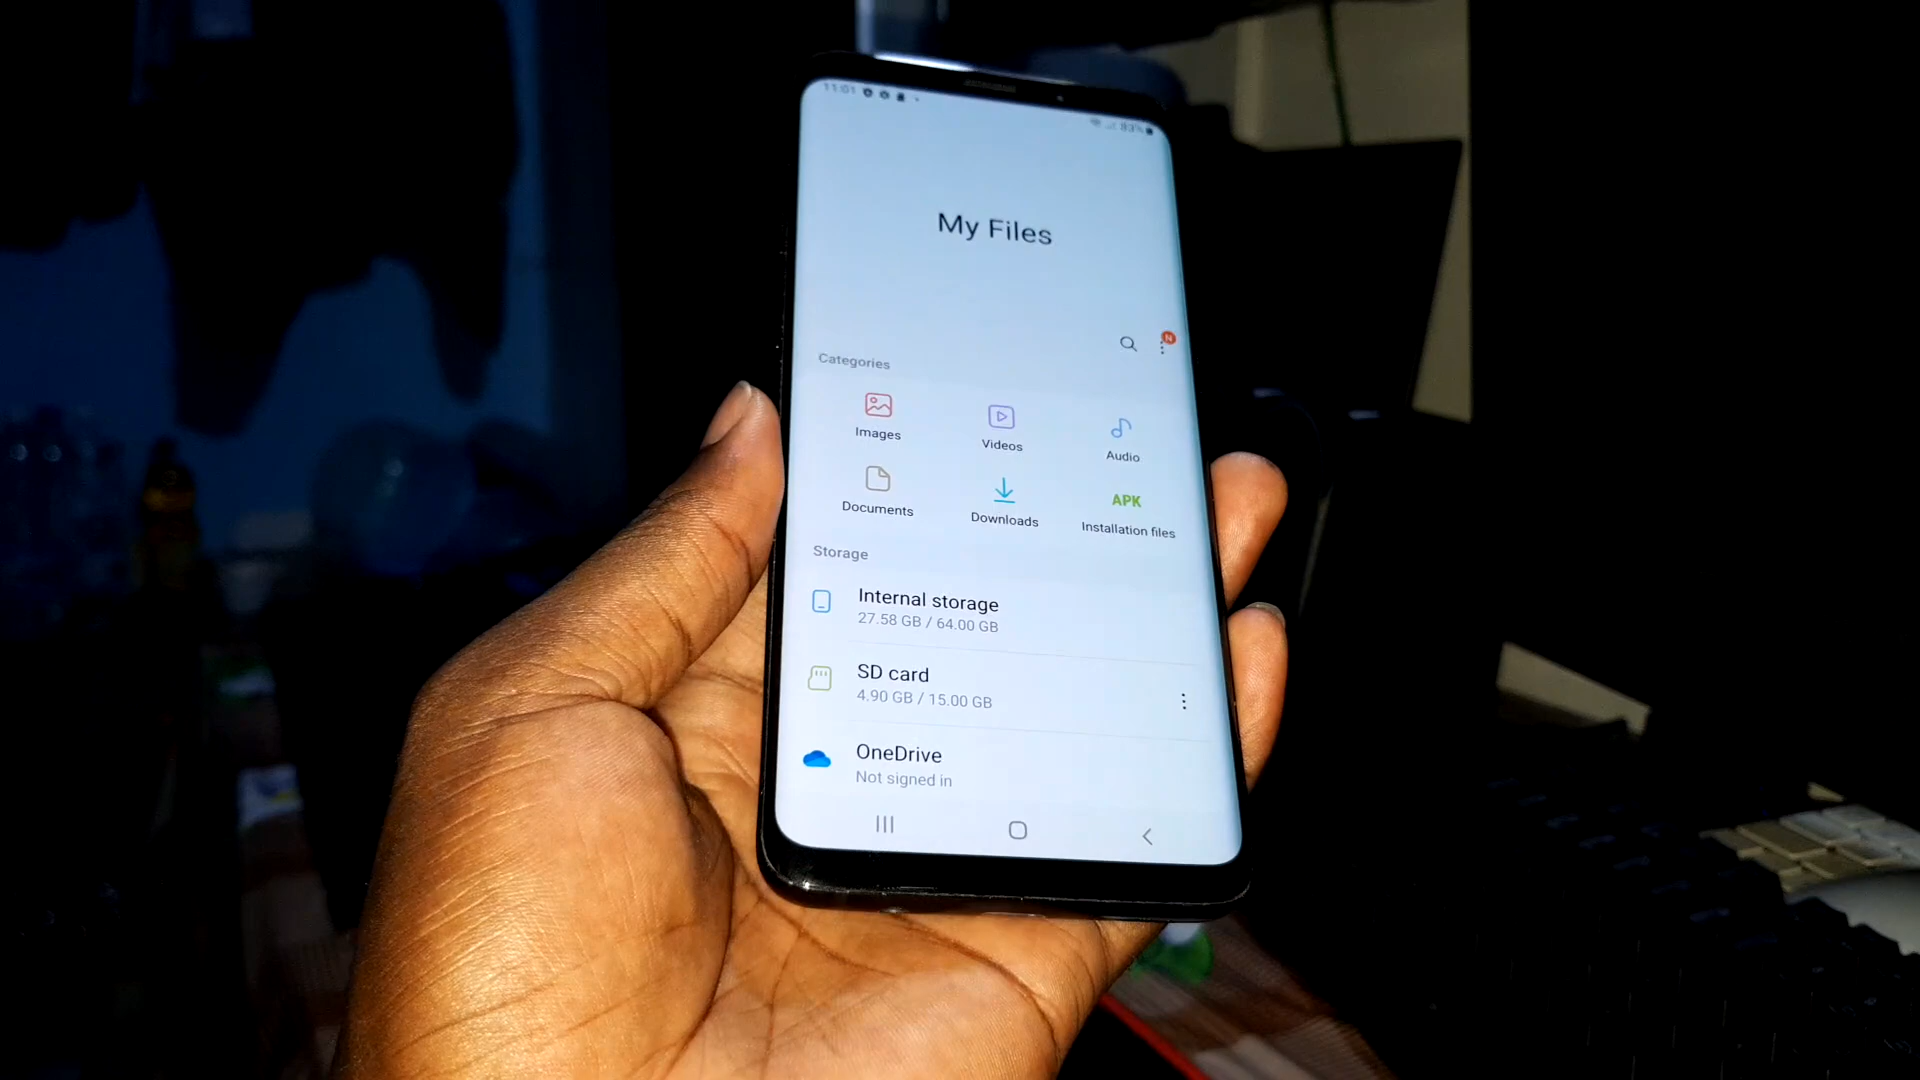 11:01
83%
My Files
N
Categories
Images
Videos
Audio
Documents
Downloads
APK
Installation files
Storage
Internal storage
27.58 GB / 64.00 GB
SD card
4.90 GB / 15.00 GB
OneDrive
Not signed in